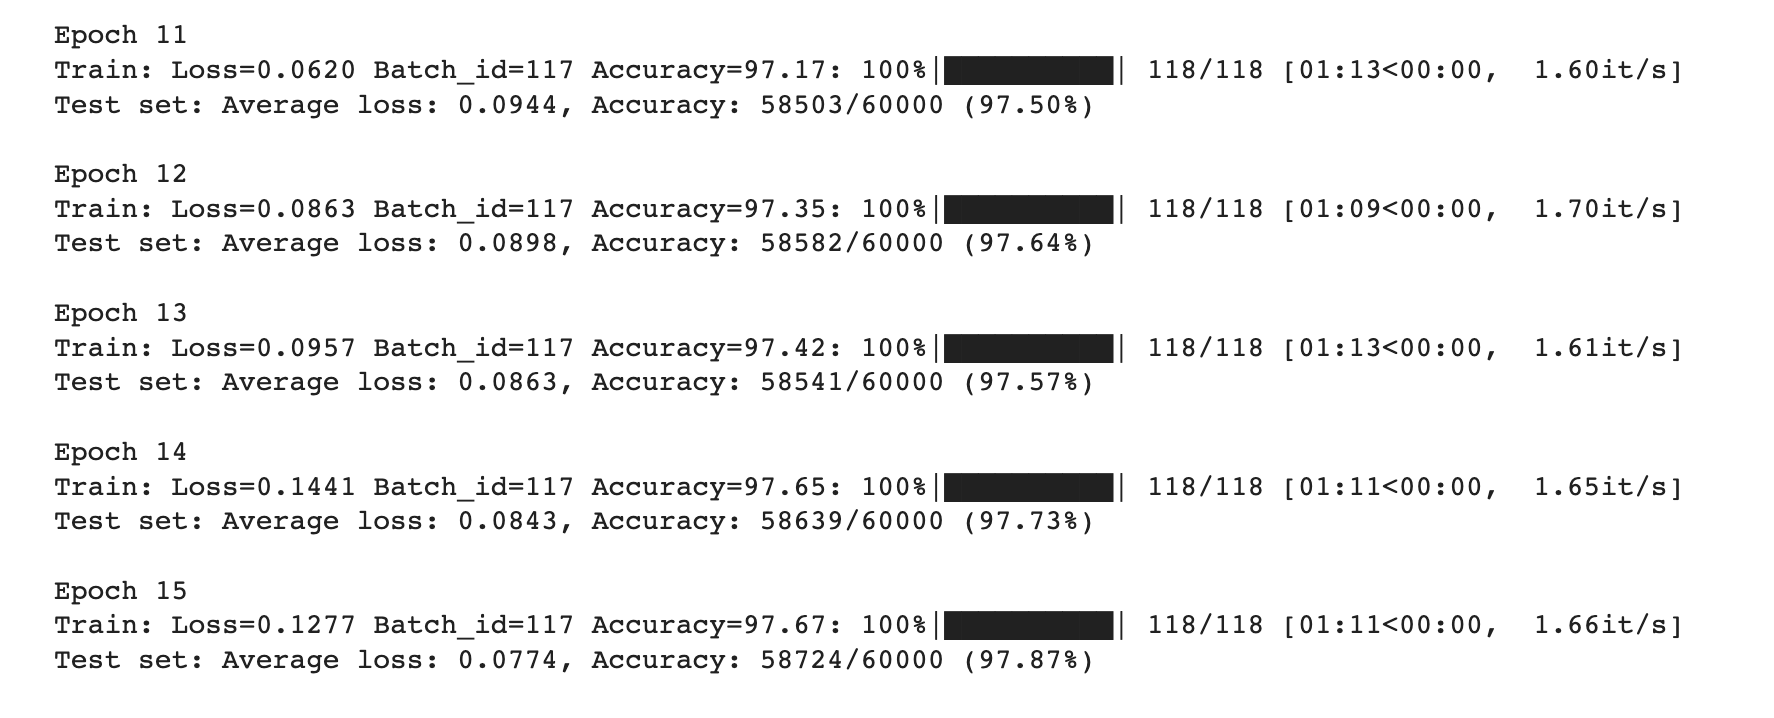 Epoch 11
Train: Loss=0.0620 Batch_id=117 Accuracy=97.17: 100%|██████████| 118/118 [01:13<00:00,  1.60it/s]
Test set: Average loss: 0.0944, Accuracy: 58503/60000 (97.50%)
Epoch 12
Train: Loss=0.0863 Batch_id=117 Accuracy=97.35: 100%|██████████| 118/118 [01:09<00:00,  1.70it/s]
Test set: Average loss: 0.0898, Accuracy: 58582/60000 (97.64%)
Epoch 13
Train: Loss=0.0957 Batch_id=117 Accuracy=97.42: 100%|██████████| 118/118 [01:13<00:00,  1.61it/s]
Test set: Average loss: 0.0863, Accuracy: 58541/60000 (97.57%)
Epoch 14
Train: Loss=0.1441 Batch_id=117 Accuracy=97.65: 100%|██████████| 118/118 [01:11<00:00,  1.65it/s]
Test set: Average loss: 0.0843, Accuracy: 58639/60000 (97.73%)
Epoch 15
Train: Loss=0.1277 Batch_id=117 Accuracy=97.67: 100%|██████████| 118/118 [01:11<00:00,  1.66it/s]
Test set: Average loss: 0.0774, Accuracy: 58724/60000 (97.87%)